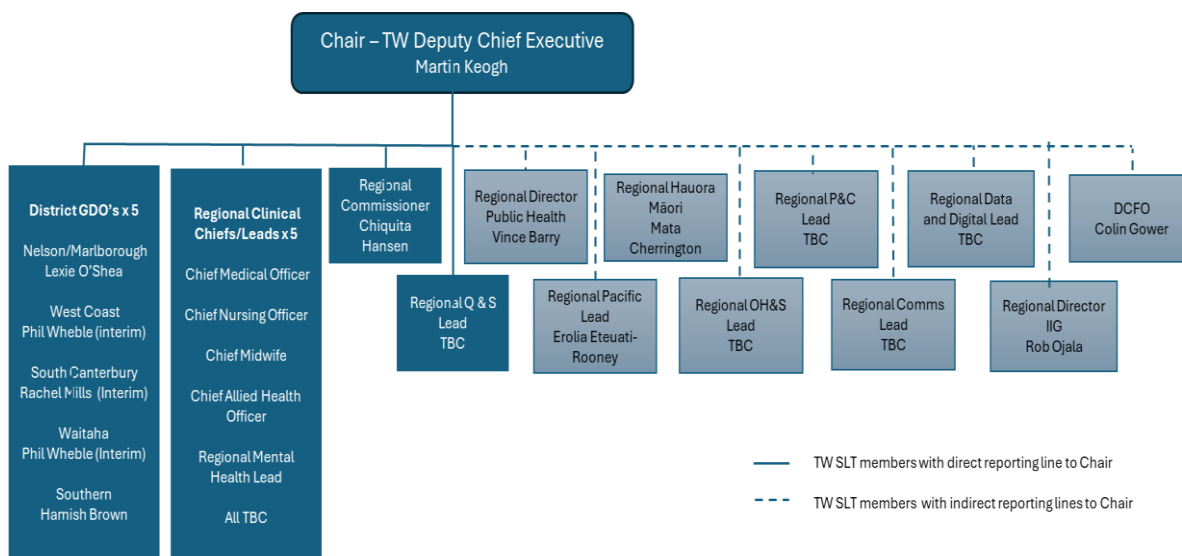 Chair – TW Deputy Chief Executive
Martin Keogh
District GDO's x 5
Nelson/Marlborough
Lexie O'Shea
West Coast
Phil Wheble (interim)
South Canterbury
Rachel Mills (Interim)
Waitaha
Phil Wheble (Interim)
Southern
Hamish Brown
Regional Clinical
Chiefs/Leads x 5
Chief Medical Officer
Chief Nursing Officer
Chief Midwife
Chief Allied Health
Officer
Regional Mental
Health Lead
All TBC
Regional
Commissioner
Chiquita
Hansen
Regional Q & S
Lead
TBC
Regional Director
Public Health
Vince Barry
Regional Pacific
Lead
Erolia Eteuati-
Rooney
Regional Hauora
Māori
Mata
Cherrington
Regional OH&S
Lead
TBC
Regional P&C
Lead
TBC
Regional Comms
Lead
TBC
Regional Data
and Digital Lead
TBC
Regional Director
IIG
Rob Ojala
DCFO
Colin Gower
TW SLT members with direct reporting line to Chair
TW SLT members with indirect reporting lines to Chair